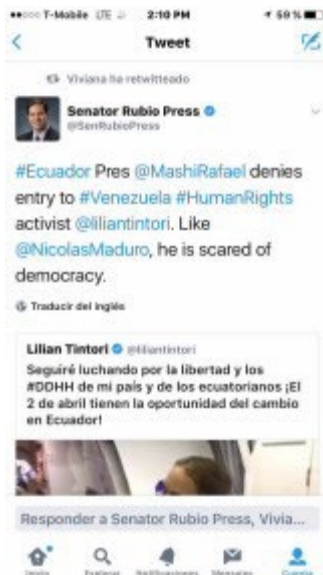 T-Mobile LTE 2:10 PM 59%
Tweet
Viviana ha retwitteado
Senator Rubio Press
@SenRubioPress
#Ecuador Pres @MashiRafael denies
entry to #Venezuela #HumanRights
activist @liliantintori. Like
@NicolasMaduro, he is scared of
democracy.
Traducir del inglés
Lilian Tintori @liliantintori
Seguiré luchando por la libertad y los
#DDHH de mi país y de los ecuatorianos ¡El
2 de abril tienen la oportunidad del cambio
en Ecuador!
Responder a Senator Rubio Press, Vivia...
Inicio Explorar Notificaciones Mensajes Cuenta